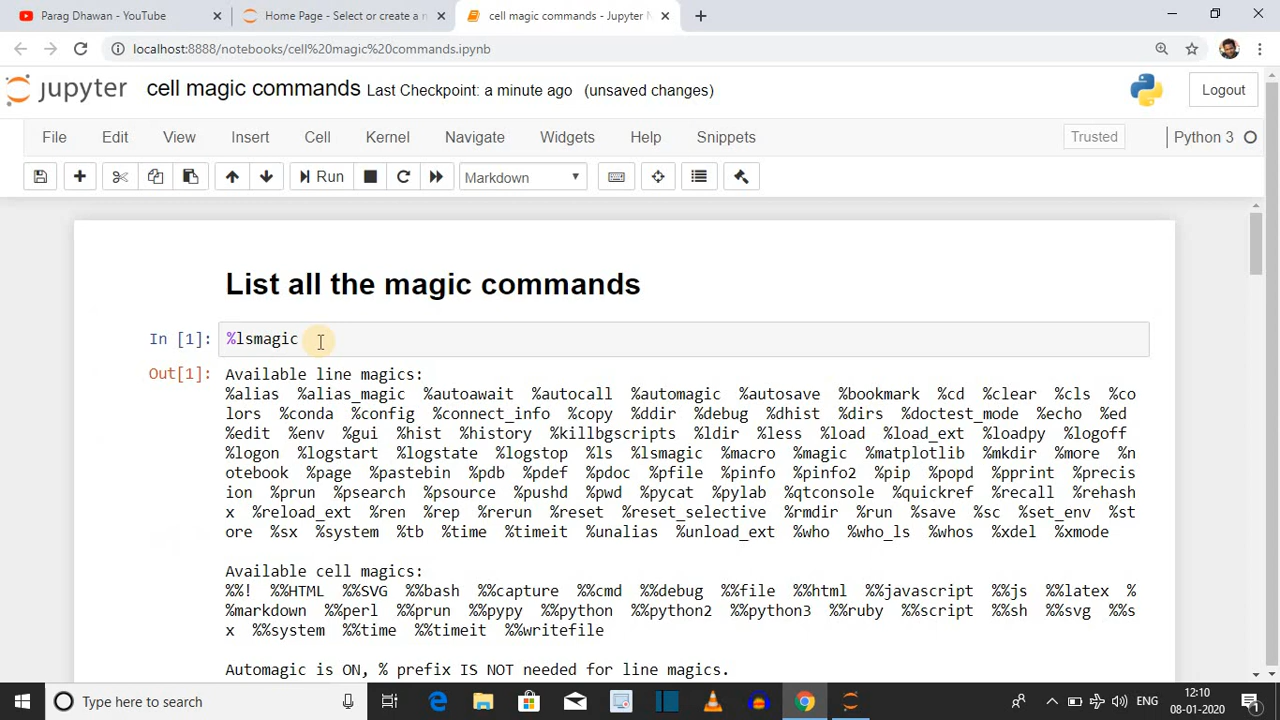 Parag Dhawan - YouTube
Home Page - Select or create a n
cell magic commands - Jupyter N
localhost:8888/notebooks/cell%20magic%20commands.ipynb
jupyter cell magic commands Last Checkpoint: a minute ago (unsaved changes)
Logout
File Edit View Insert Cell Kernel Navigate Widgets Help Snippets
Trusted
Python 3
Run
Markdown
List all the magic commands
In [1]: %lsmagic
Out[1]: Available line magics:
%alias %alias_magic %autoawait %autocall %automagic %autosave %bookmark %cd %clear %cls %co
lors %conda %config %connect_info %copy %ddir %debug %dhist %dirs %doctest_mode %echo %ed
%edit %env %gui %hist %history %killbgscripts %ldir %less %load %load_ext %loadpy %logoff
%logon %logstart %logstate %logstop %ls %lsmagic %macro %magic %matplotlib %mkdir %more %n
otebook %page %pastebin %pdb %pdef %pdoc %pfile %pinfo %pinfo2 %pip %popd %pprint %precis
ion %prun %psearch %psource %pushd %pwd %pycat %pylab %qtconsole %quickref %recall %rehash
x %reload_ext %ren %rep %rerun %reset %reset_selective %rmdir %run %save %sc %set_env %st
ore %sx %system %tb %time %timeit %unalias %unload_ext %who %who_ls %whos %xdel %xmode
Available cell magics:
%%! %%HTML %%SVG %%bash %%capture %%cmd %%debug %%file %%html %%javascript %%js %%latex %
%markdown %%perl %%prun %%pypy %%python %%python2 %%python3 %%ruby %%script %%sh %%svg %%s
x %%system %%time %%timeit %%writefile
Automagic is ON, % prefix IS NOT needed for line magics.
Type here to search
ENG
12:10
08-01-2020